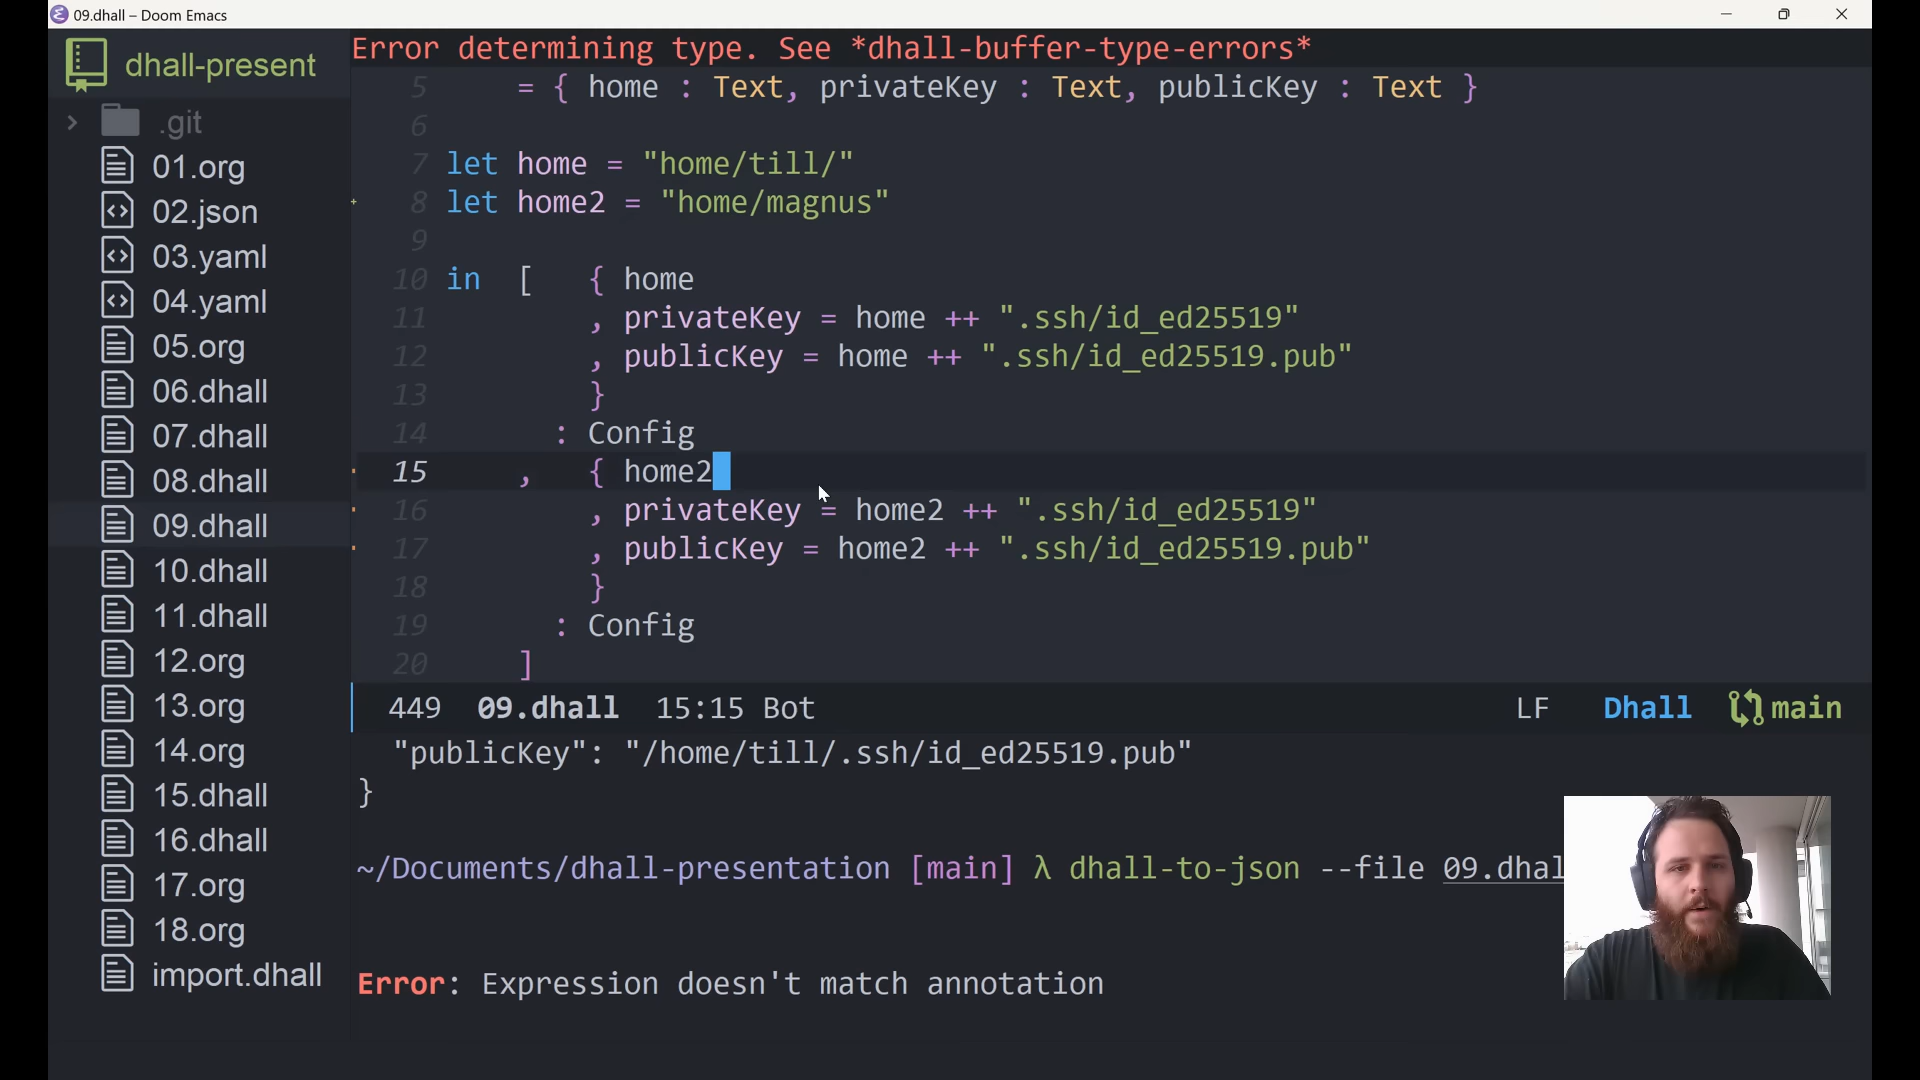 09.dhall – Doom Emacs
dhall-present
.git
01.org
02.json
03.yaml
04.yaml
05.org
06.dhall
07.dhall
08.dhall
09.dhall
10.dhall
11.dhall
12.org
13.org
14.org
15.dhall
16.dhall
17.org
18.org
import.dhall
Error determining type. See *dhall-buffer-type-errors*
5 = { home : Text, privateKey : Text, publicKey : Text }
6
7 let home = "home/till/"
8 let home2 = "home/magnus"
9
10 in [ { home
11 , privateKey = home ++ ".ssh/id_ed25519"
12 , publicKey = home ++ ".ssh/id_ed25519.pub"
13 }
14 : Config
15 , { home2
16 , privateKey = home2 ++ ".ssh/id_ed25519"
17 , publicKey = home2 ++ ".ssh/id_ed25519.pub"
18 }
19 : Config
20 ]
449 09.dhall 15:15 Bot LF Dhall main
"publicKey": "/home/till/.ssh/id_ed25519.pub"
}
~/Documents/dhall-presentation [main] λ dhall-to-json --file 09.dhal
Error: Expression doesn't match annotation